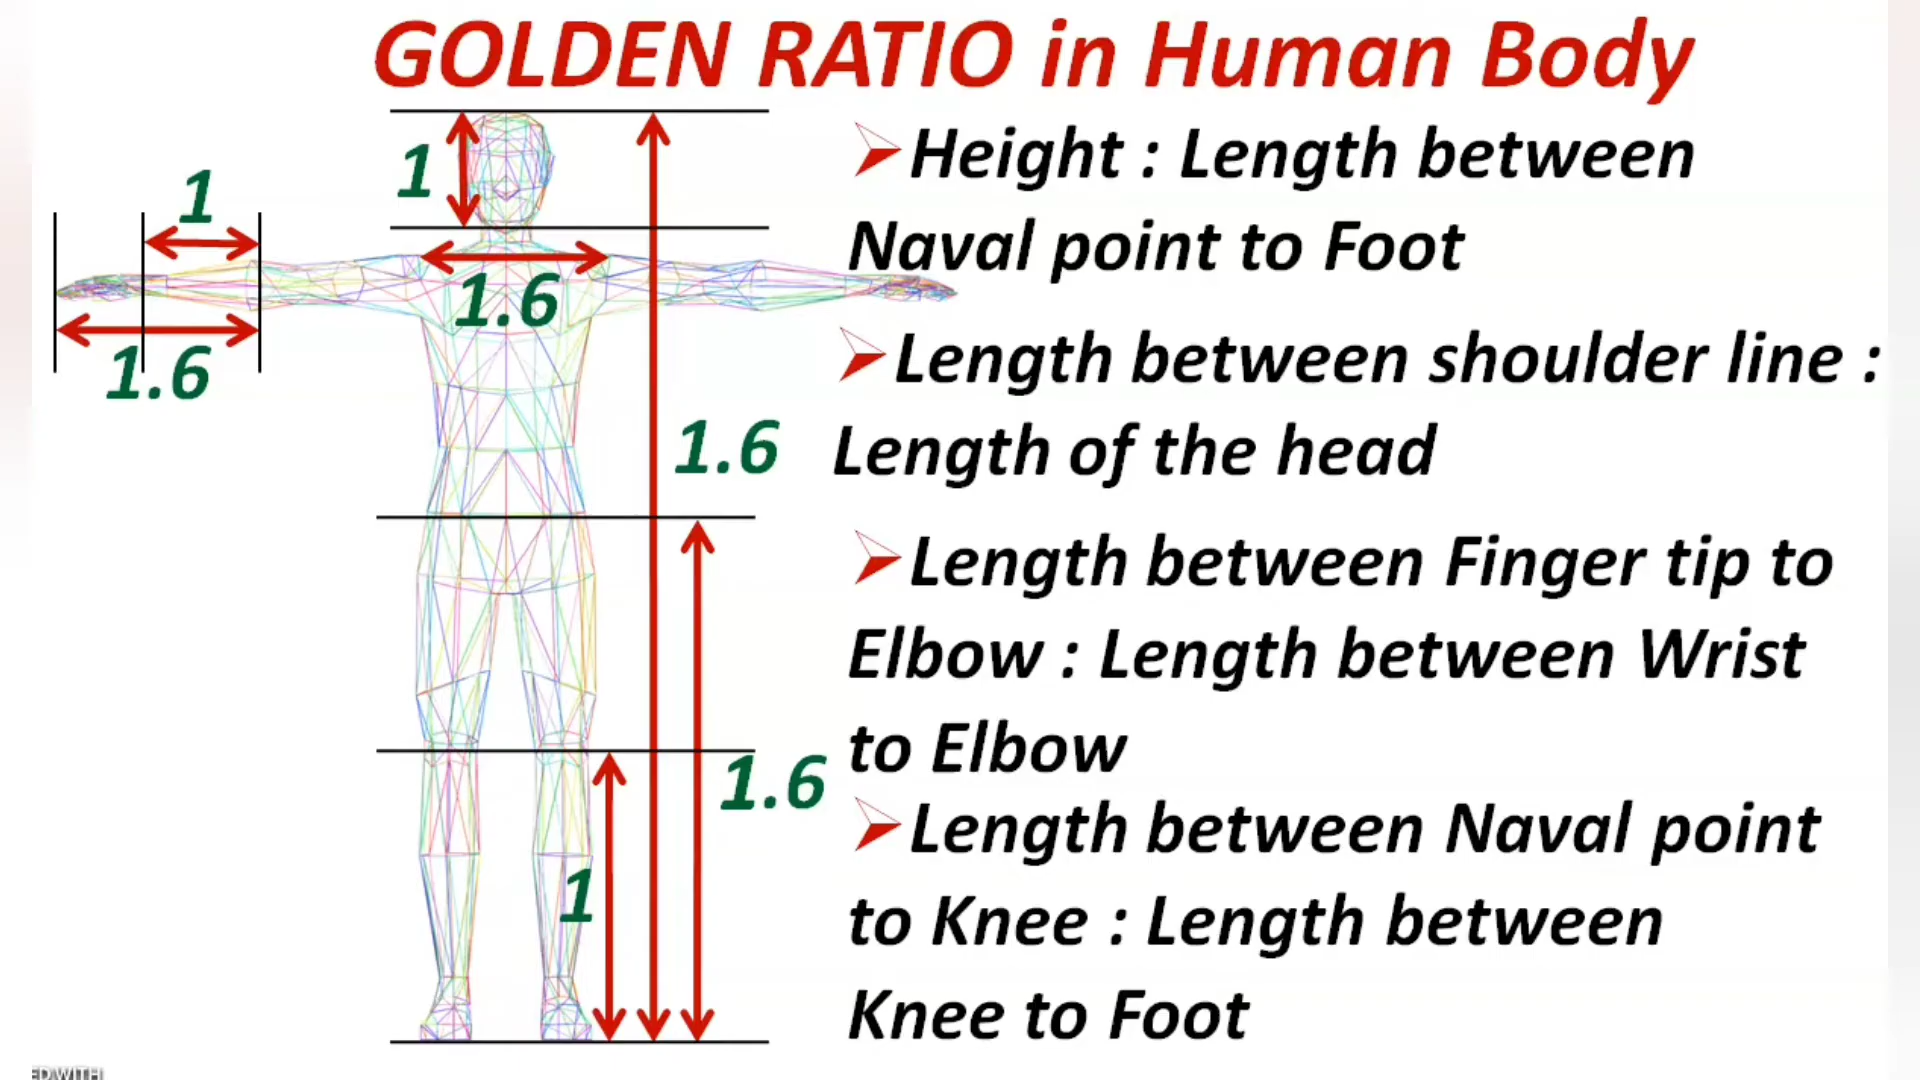 GOLDEN RATIO in Human Body
1
1
1.6
1.6
1.6
1.6
1
➢Height : Length between
Naval point to Foot
➢Length between shoulder line :
Length of the head
➢Length between Finger tip to
Elbow : Length between Wrist
to Elbow
➢Length between Naval point
to Knee : Length between
Knee to Foot
ED WITH